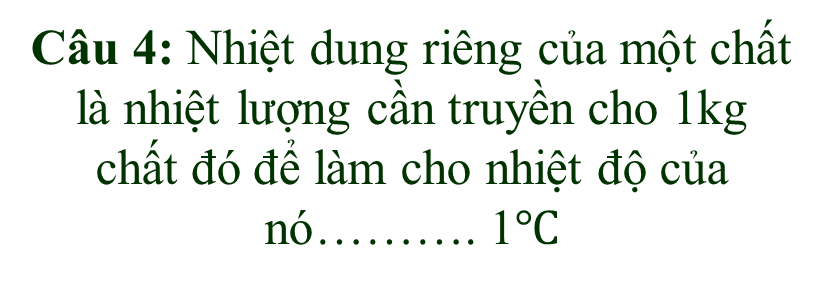 Câu 4: Nhiệt dung riêng của một chất
là nhiệt lượng cần truyền cho 1kg
chất đó để làm cho nhiệt độ của
nó.......... 1°C